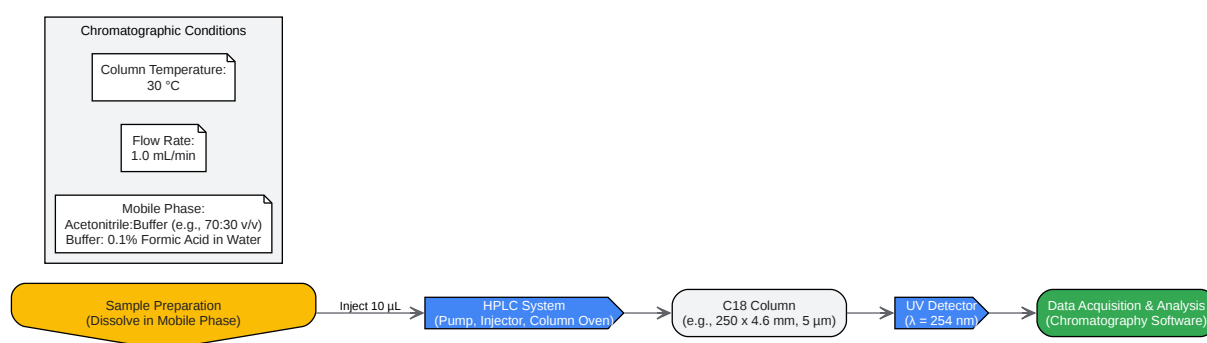 Chromatographic Conditions
Column Temperature:
30 °C
Flow Rate:
1.0 mL/min
Mobile Phase:
Acetonitrile:Buffer (e.g., 70:30 v/v)
Buffer: 0.1% Formic Acid in Water
Sample Preparation
(Dissolve in Mobile Phase)
Inject 10 µL
HPLC System
(Pump, Injector, Column Oven)
C18 Column
(e.g., 250 x 4.6 mm, 5 µm)
UV Detector
(λ = 254 nm)
Data Acquisition & Analysis
(Chromatography Software)